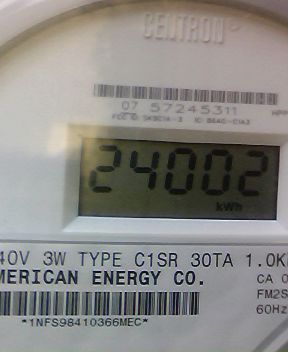 CENTRON®
07 57245311
24002
kWh
40V 3W TYPE C1SR 30TA 1.0K
MERICAN ENERGY CO.
CA 0
FM2S
60Hz
*1NFS98410366MEC*